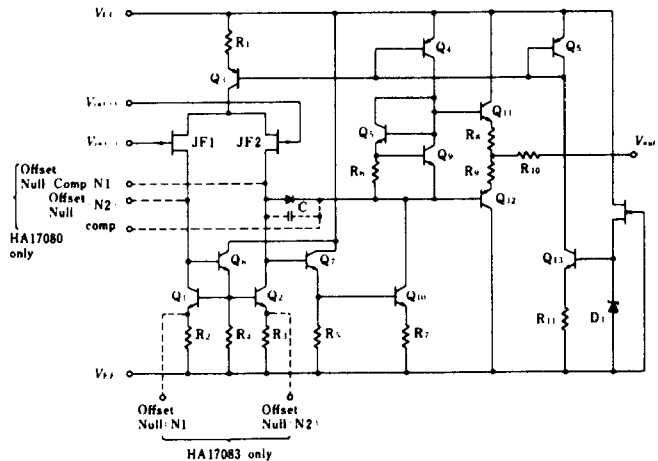 VCC
R1
Q3
Vin(-)
Vin(+)
JF1
JF2
Q4
Q5
Q11
R8
R9
R10
Vout
Q9
R6
Q12
Offset
Null
Comp N1
Offset
Null
N2
comp
HA17080
only
C
Q6
Q7
Q1
Q2
Q10
Q13
R2
R4
R3
R5
R7
R11
D1
VEE
Offset
Null(N1)
Offset
Null(N2)
HA17083 only